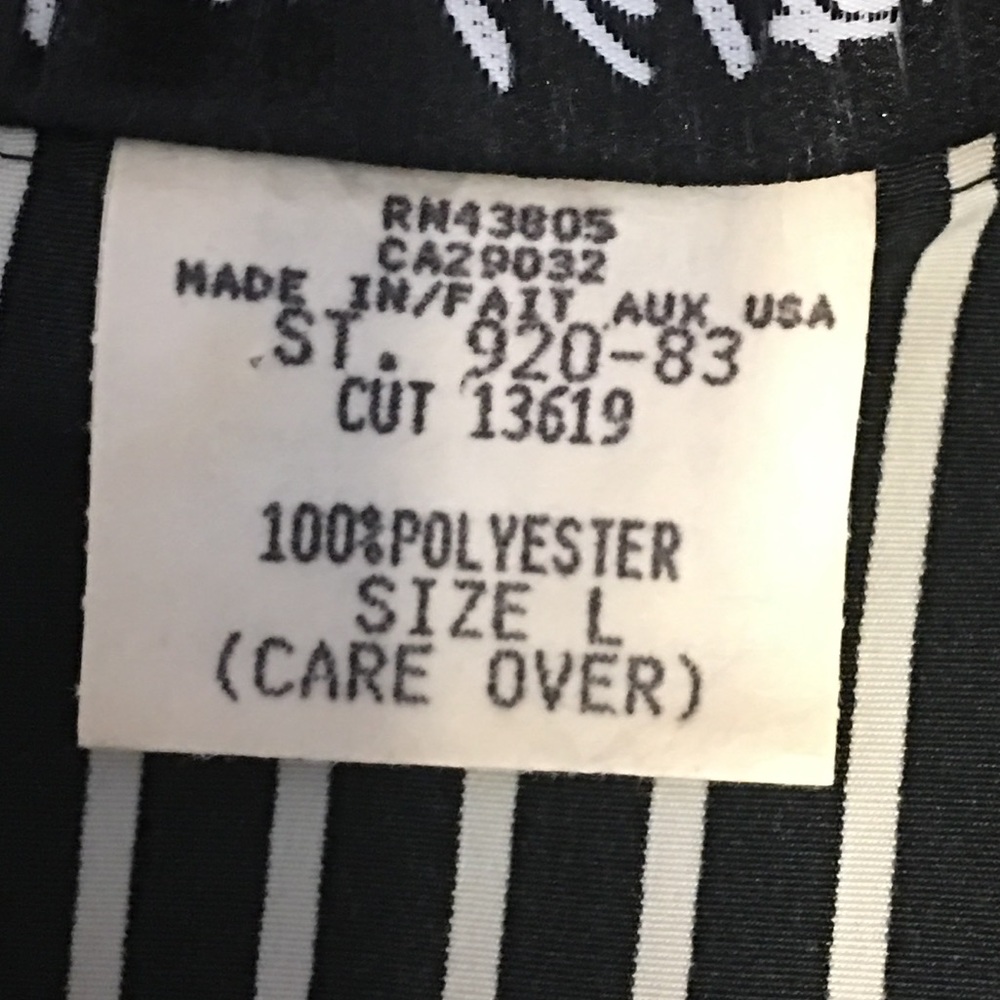 RN43805
CA29032
MADE IN/FAIT AUX USA
ST. 920-83
CUT 13619
100%POLYESTER
SIZE L
(CARE OVER)